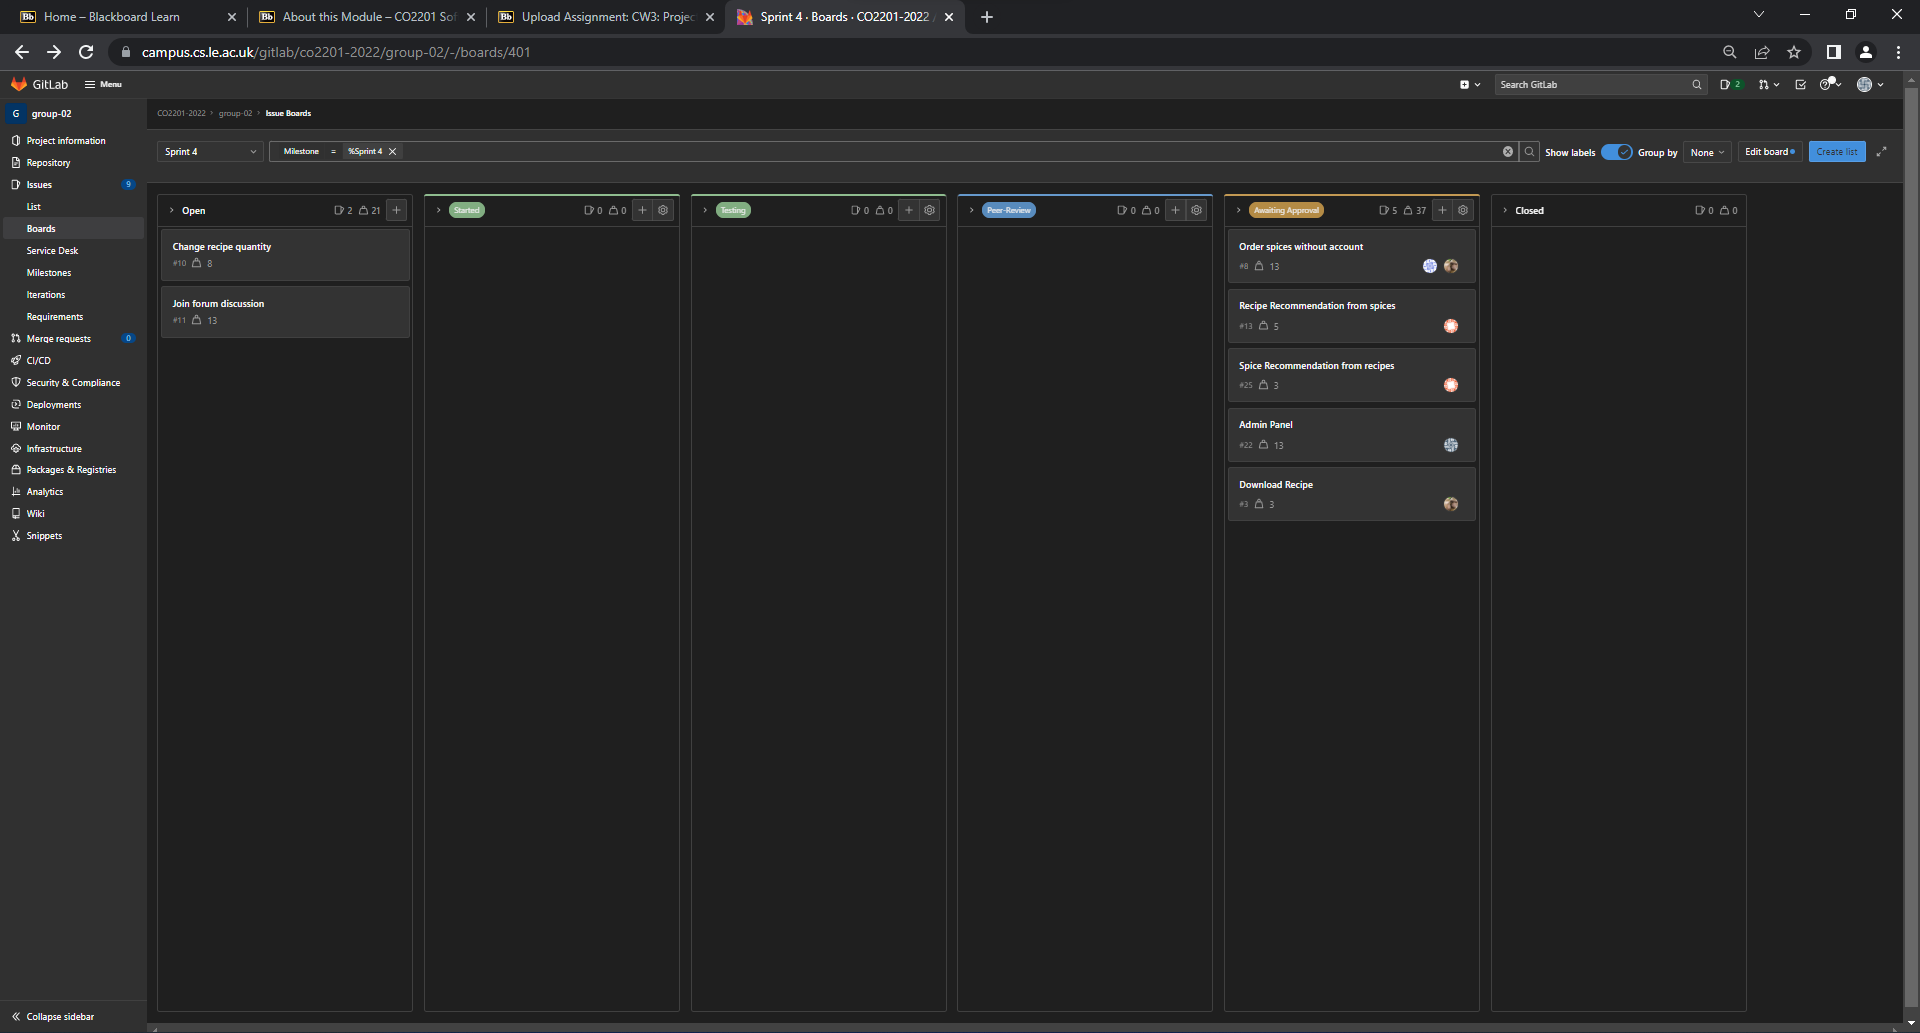 Home – Blackboard Learn
About this Module – CO2201 Sof
Upload Assignment: CW3: Projec
Sprint 4 · Boards · CO2201-2022 /
campus.cs.le.ac.uk/gitlab/co2201-2022/group-02/-/boards/401
GitLab
Menu
Search GitLab
2
G group-02
CO2201-2022 › group-02 › Issue Boards
Project information
Repository
Issues 9
List
Boards
Service Desk
Milestones
Iterations
Requirements
Merge requests 0
CI/CD
Security & Compliance
Deployments
Monitor
Infrastructure
Packages & Registries
Analytics
Wiki
Snippets
Collapse sidebar
Sprint 4
Milestone = %Sprint 4
Show labels
Group by
None
Edit board
Create list
Open 2 21
Change recipe quantity
#10 8
Join forum discussion
#11 13
Started 0 0
Testing 0 0
Peer-Review 0 0
Awaiting Approval 5 37
Order spices without account
#8 13
Recipe Recommendation from spices
#13 5
Spice Recommendation from recipes
#25 3
Admin Panel
#22 13
Download Recipe
#3 3
Closed 0 0